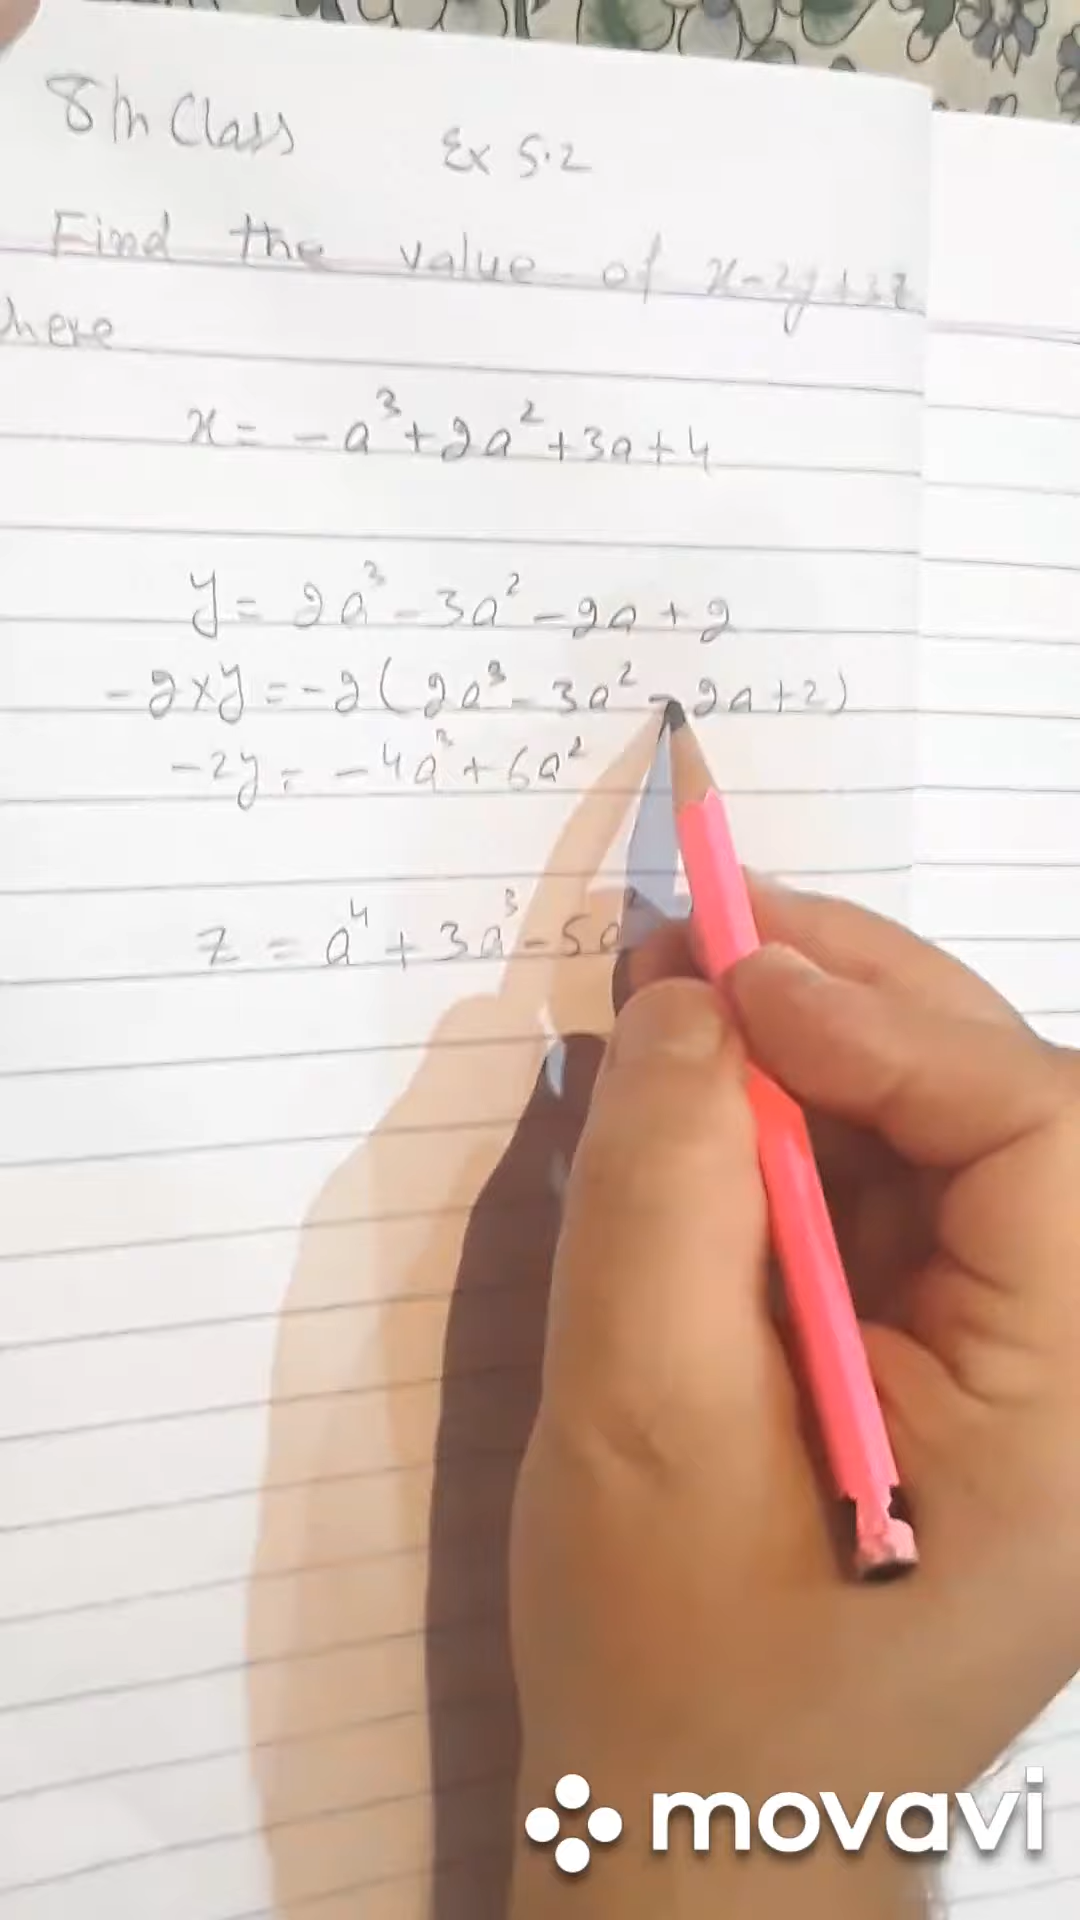 8th Class Ex 5.2
Find the value of x-2y+3z
here
x = -a³+2a²+3a+4
y = 2a³-3a²-2a+2
-2×y = -2(2a³-3a²-2a+2)
-2y = -4a³+6a²
z = a⁴+3a³-5a²
movavi